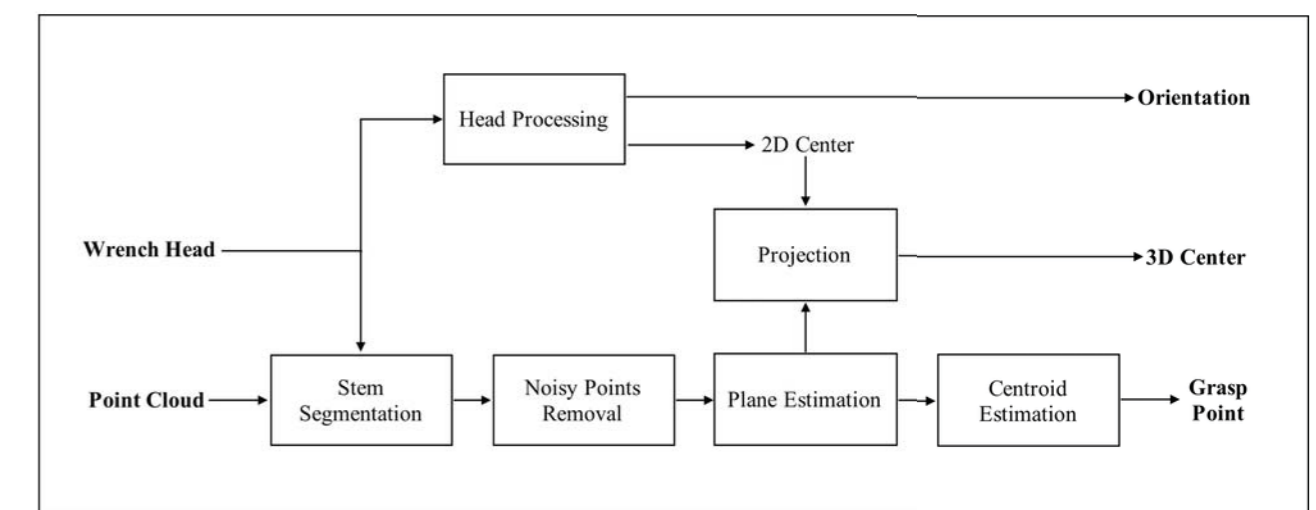 Head Processing
Orientation
2D Center
Wrench Head
Projection
3D Center
Point Cloud
Stem
Segmentation
Noisy Points
Removal
Plane Estimation
Centroid
Estimation
Grasp
Point